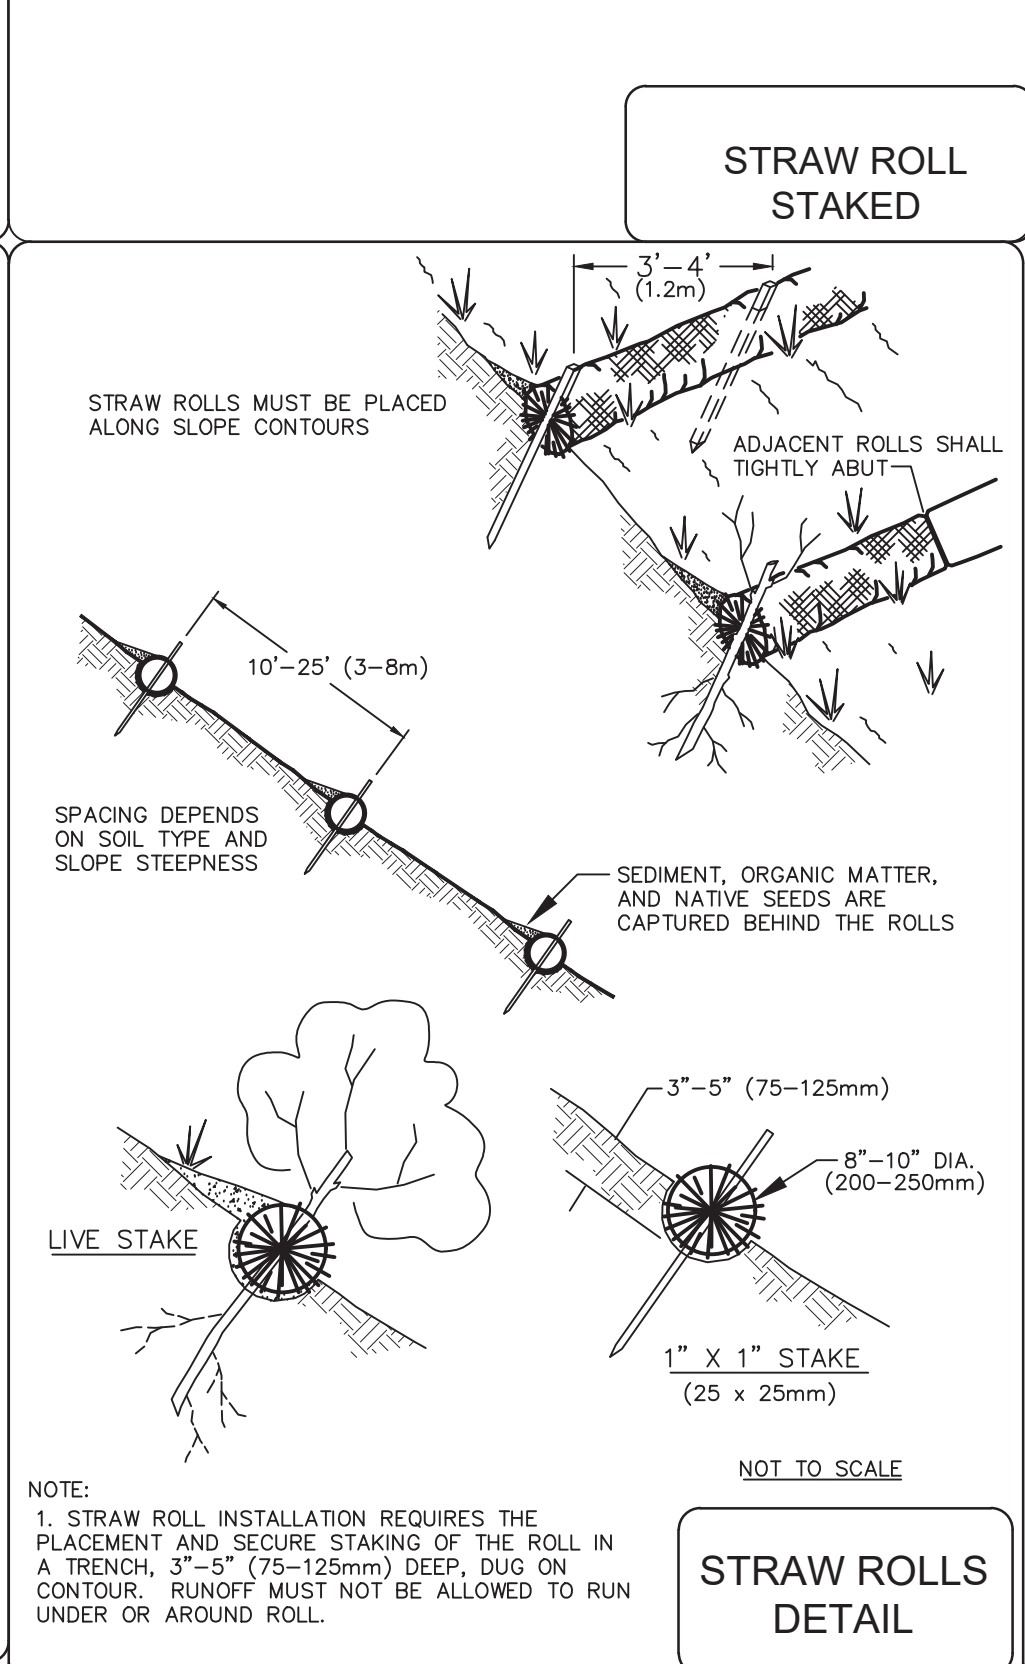 STRAW ROLL
STAKED
3'-4'
(1.2m)
STRAW ROLLS MUST BE PLACED
ALONG SLOPE CONTOURS
ADJACENT ROLLS SHALL
TIGHTLY ABUT
10'-25' (3-8m)
SPACING DEPENDS
ON SOIL TYPE AND
SLOPE STEEPNESS
SEDIMENT, ORGANIC MATTER,
AND NATIVE SEEDS ARE
CAPTURED BEHIND THE ROLLS
3"-5" (75-125mm)
8"-10" DIA.
(200-250mm)
LIVE STAKE
1" X 1" STAKE
(25 x 25mm)
NOT TO SCALE
NOTE:
1. STRAW ROLL INSTALLATION REQUIRES THE
PLACEMENT AND SECURE STAKING OF THE ROLL IN
A TRENCH, 3"-5" (75-125mm) DEEP, DUG ON
CONTOUR. RUNOFF MUST NOT BE ALLOWED TO RUN
UNDER OR AROUND ROLL.
STRAW ROLLS
DETAIL